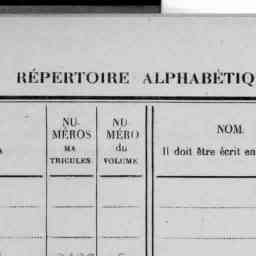 RÉPERTOIRE ALPHABÉTIQ
NU-
MÉROS
MA
TRICULES
NU-
MÉRO
du
VOLUME
NOM.
Il doit être écrit en